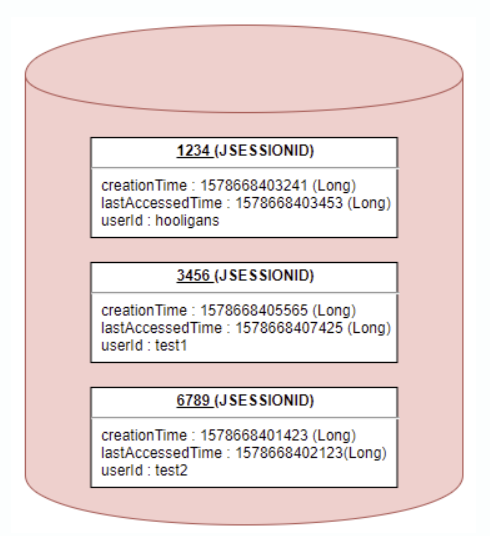 1234 (JSESSIONID)
creationTime : 1578668403241 (Long)
lastAccessedTime : 1578668403453 (Long)
userId : hooligans
3456 (JSESSIONID)
creationTime : 1578668405565 (Long)
lastAccessedTime : 1578668407425 (Long)
userId : test1
6789 (JSESSIONID)
creationTime : 1578668401423 (Long)
lastAccessedTime : 1578668402123(Long)
userId : test2